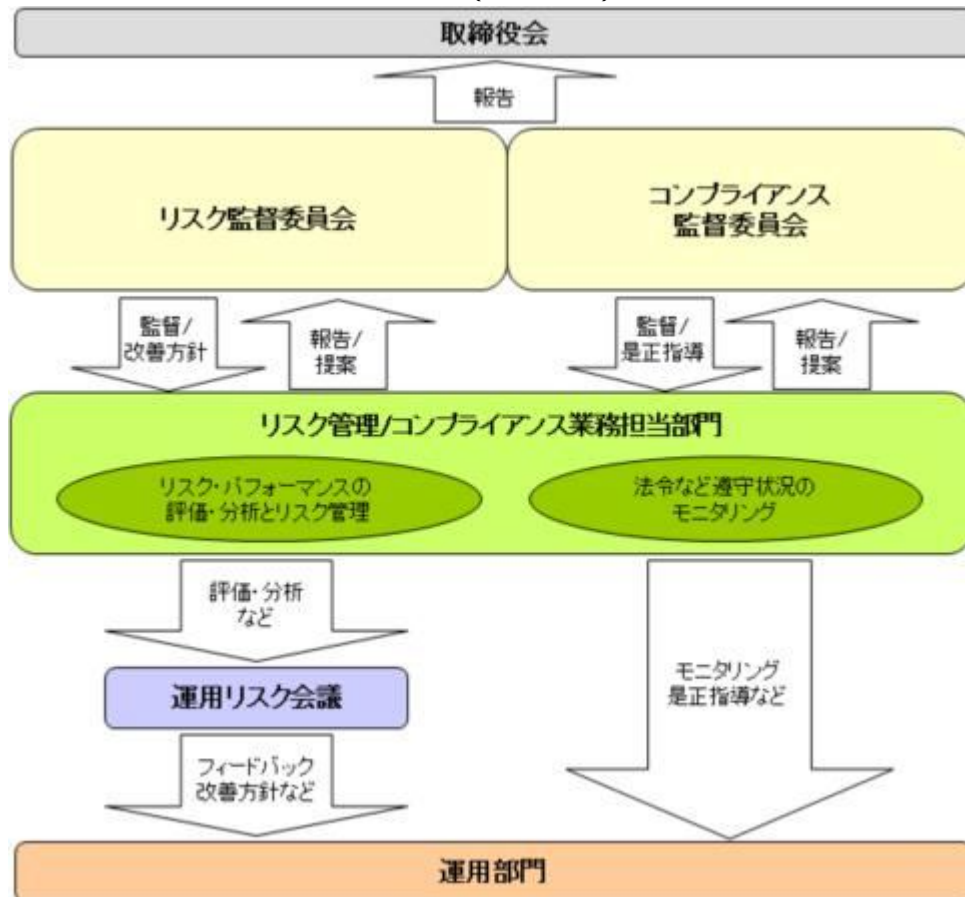 取締役会
報告
リスク監督委員会
コンプライアンス
監督委員会
監督/
改善方針
報告/
提案
監督/
是正指導
報告/
提案
リスク管理/コンプライアンス業務担当部門
リスク・パフォーマンスの
評価・分析とリスク管理
法令など遵守状況の
モニタリング
評価・分析
など
運用リスク会議
モニタリング
是正指導など
フィードバック
改善方針など
運用部門